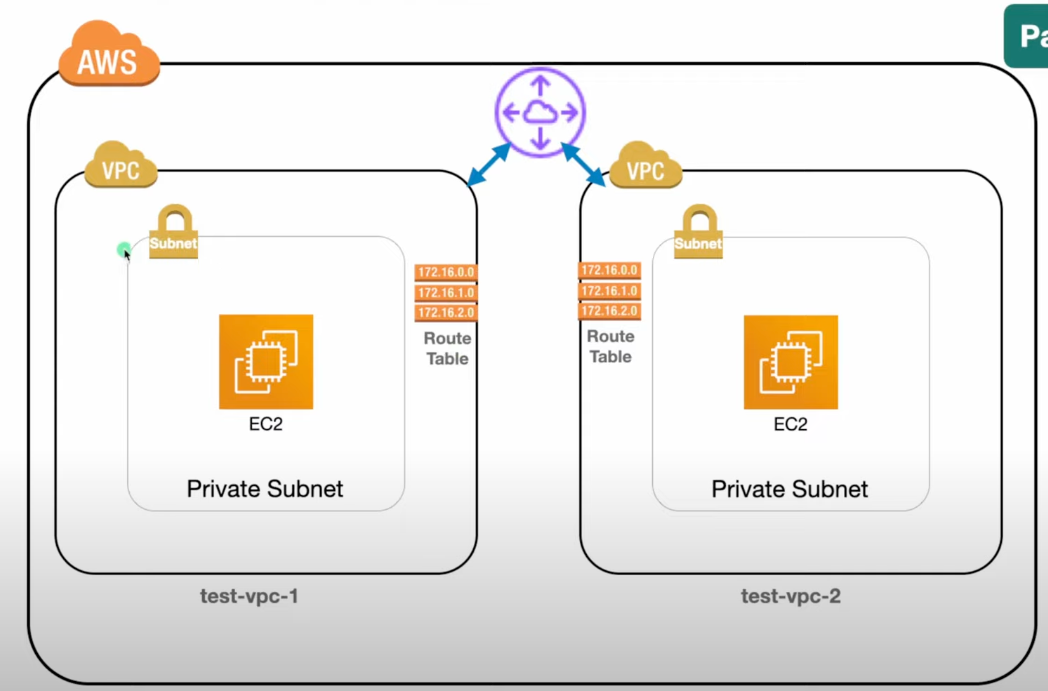 AWS
VPC
Subnet
EC2
Private Subnet
172.16.0.0
172.16.1.0
172.16.2.0
Route
Table
test-vpc-1
VPC
172.16.0.0
172.16.1.0
172.16.2.0
Route
Table
Subnet
EC2
Private Subnet
test-vpc-2
Pa